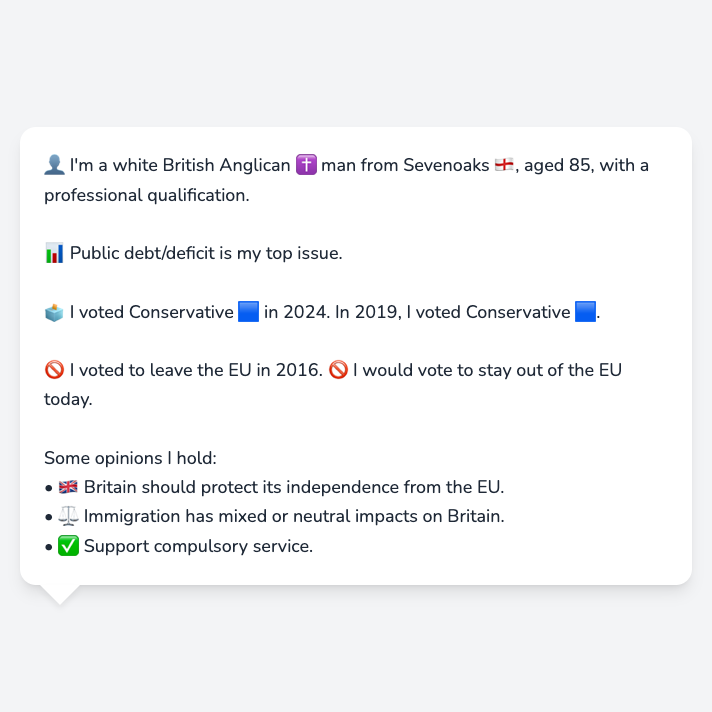 👤 I'm a white British Anglican ✝️ man from Sevenoaks 🏴󠁧󠁢󠁥󠁮󠁧󠁿, aged 85, with a
professional qualification.
📊 Public debt/deficit is my top issue.
🗳️ I voted Conservative 🟦 in 2024. In 2019, I voted Conservative 🟦.
🚫 I voted to leave the EU in 2016. 🚫 I would vote to stay out of the EU
today.
Some opinions I hold:
• 🇬🇧 Britain should protect its independence from the EU.
• ⚖️ Immigration has mixed or neutral impacts on Britain.
• ✅ Support compulsory service.